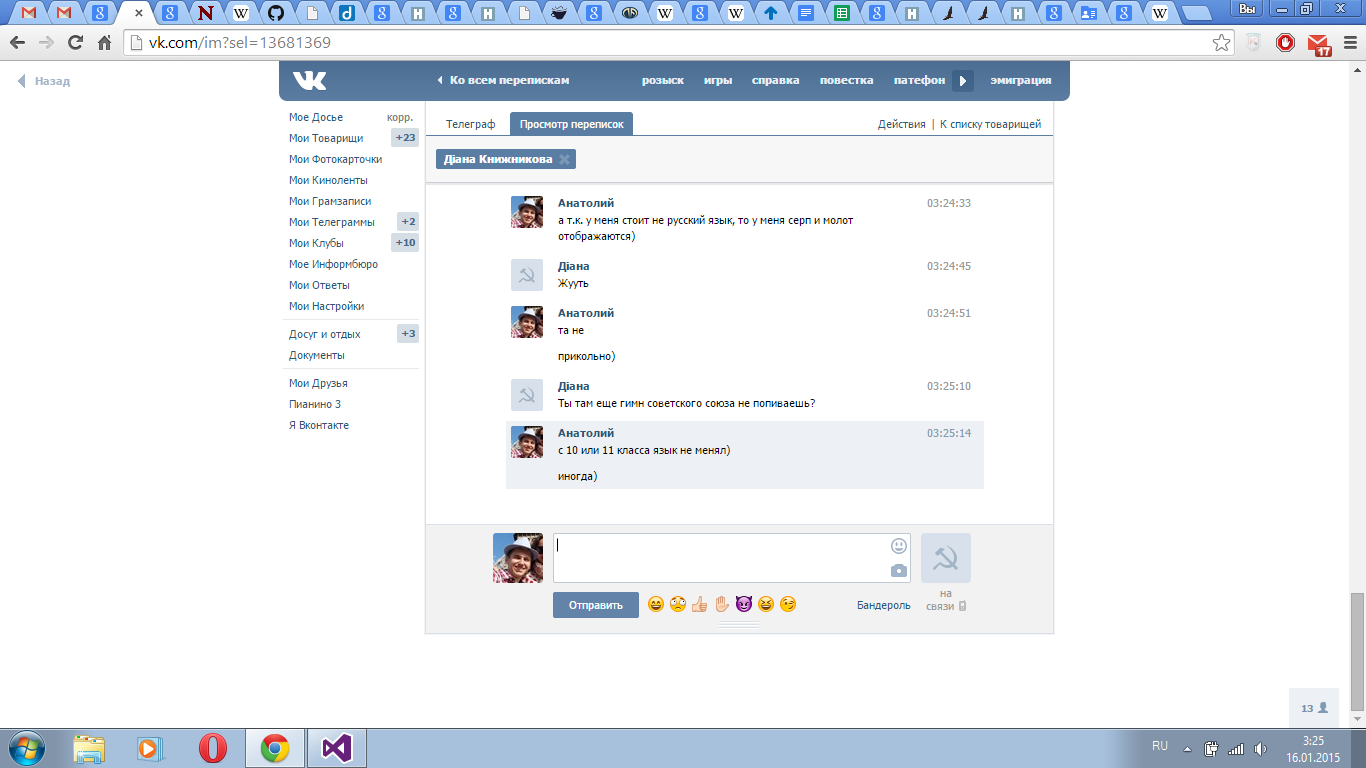 Вы
vk.com/im?sel=13681369
17
Назад
Ко всем перепискам розыск игры справка повестка патефон эмиграция
Мое Досье корр.
Мои Товарищи +23
Мои Фотокарточки
Мои Киноленты
Мои Грамзаписи
Мои Телеграммы +2
Мои Клубы +10
Мое Информбюро
Мои Ответы
Мои Настройки
Досуг и отдых +3
Документы
Мои Друзья
Пианино 3
Я Вконтакте
Телеграф Просмотр переписок Действия | К списку товарищей
Діана Книжникова
Анатолий 03:24:33
а т.к. у меня стоит не русский язык, то у меня серп и молот
отображаются)
Діана 03:24:45
Жууть
Анатолий 03:24:51
та не
прикольно)
Діана 03:25:10
Ты там еще гимн советского союза не попиваешь?
Анатолий 03:25:14
с 10 или 11 класса язык не менял)
иногда)
Отправить Бандероль
на
связи
13
RU 3:25
16.01.2015